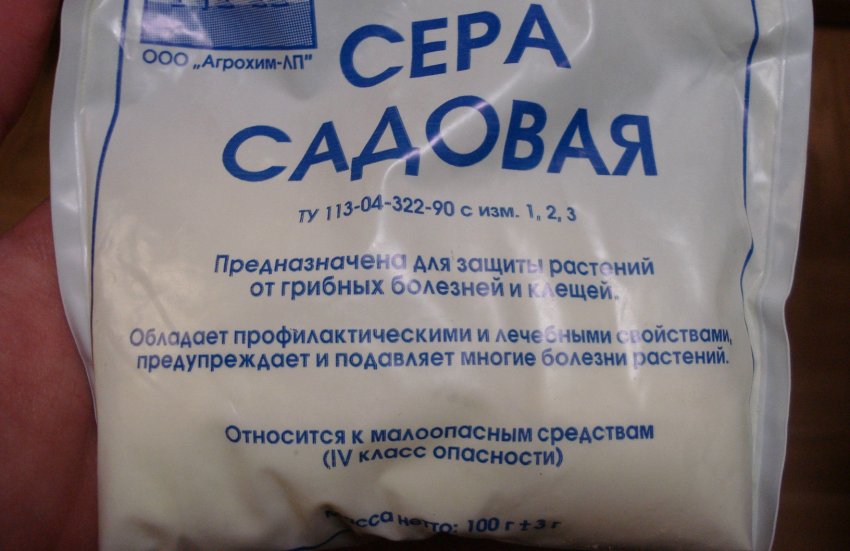 ООО „Агрохим-ЛП"
СЕРА
САДОВАЯ
ТУ 113-04-322-90 с изм. 1, 2, 3
Предназначена для защиты растений
от грибных болезней и клещей.
Обладает профилактическими и лечебными свойствами,
предупреждает и подавляет многие болезни растений.
Относится к малоопасным средствам
(IV класс опасности)
Масса нетто: 100 г ± 3 г